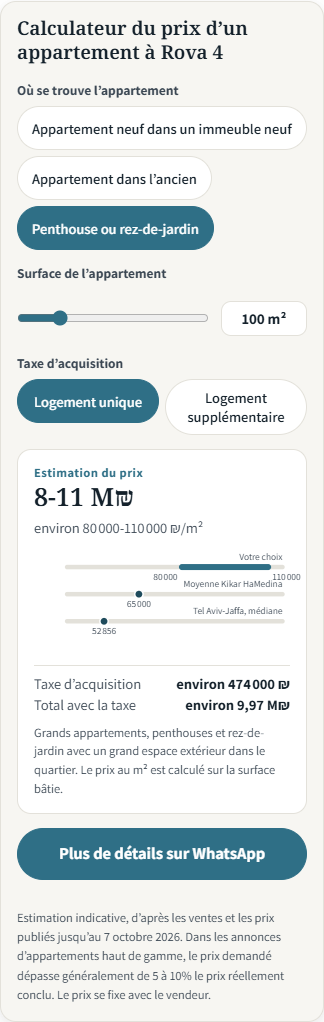 Calculateur du prix d’un
appartement à Rova 4
Où se trouve l’appartement
Appartement neuf dans un immeuble neuf
Appartement dans l’ancien
Penthouse ou rez-de-jardin
Surface de l’appartement
100 m²
Taxe d’acquisition
Logement unique
Logement
supplémentaire
Estimation du prix
8-11 M₪
environ 80 000-110 000 ₪/m²
Votre choix
80 000
110 000
Moyenne Kikar HaMedina
65 000
Tel Aviv-Jaffa, médiane
52 856
Taxe d’acquisition environ 474 000 ₪
Total avec la taxe environ 9,97 M₪
Grands appartements, penthouses et rez-de-
jardin avec un grand espace extérieur dans le
quartier. Le prix au m² est calculé sur la surface
bâtie.
Plus de détails sur WhatsApp
Estimation indicative, d’après les ventes et les prix
publiés jusqu’au 7 octobre 2026. Dans les annonces
d’appartements haut de gamme, le prix demandé
dépasse généralement de 5 à 10% le prix réellement
conclu. Le prix se fixe avec le vendeur.